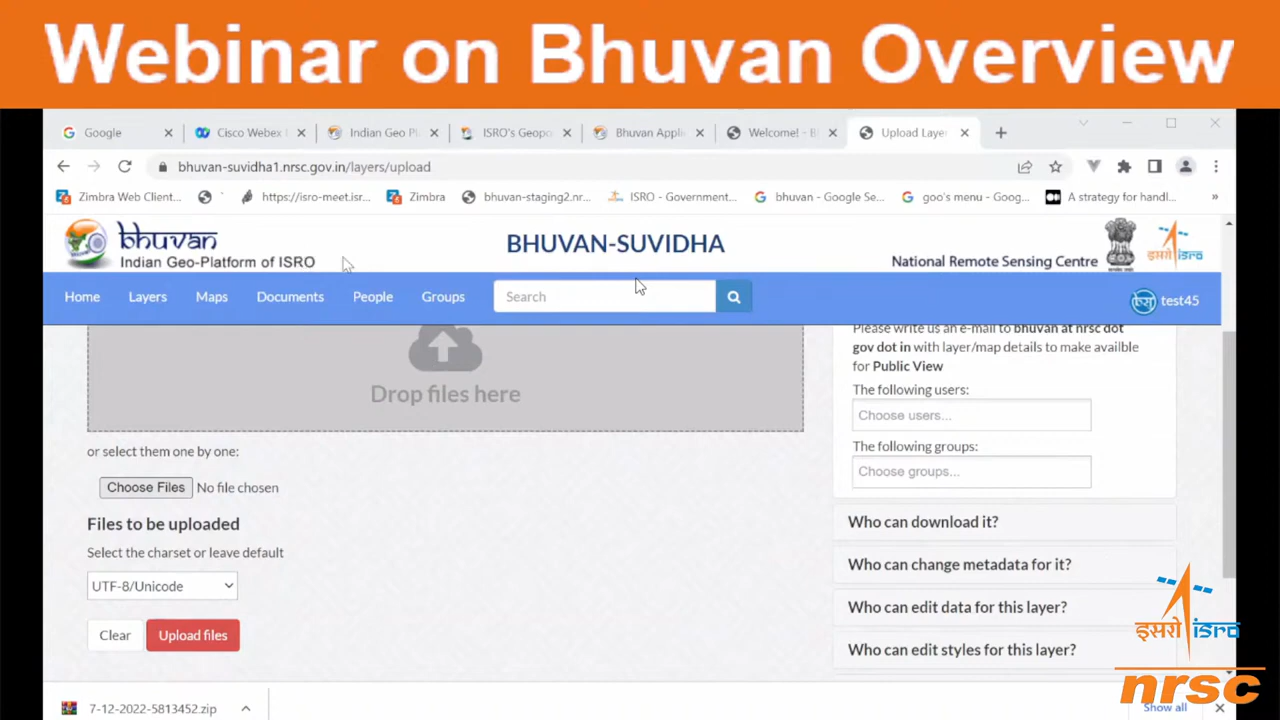 Webinar on Bhuvan Overview
Google
Cisco Webex
Indian Geo Pl
ISRO's Geopo
Bhuvan Appli
Welcome! - B
Upload Laye
bhuvan-suvidha1.nrsc.gov.in/layers/upload
Zimbra Web Client...
https://isro-meet.isr...
Zimbra
bhuvan-staging2.nr...
ISRO - Government...
bhuvan - Google Se...
goo's menu - Goog...
A strategy for handl...
»
bhuvan
Indian Geo-Platform of ISRO
BHUVAN-SUVIDHA
National Remote Sensing Centre
इसरो isro
Home
Layers
Maps
Documents
People
Groups
Search
test45
Drop files here
or select them one by one:
Choose Files No file chosen
Files to be uploaded
Select the charset or leave default
UTF-8/Unicode
Clear
Upload files
Please write us an e-mail to bhuvan at nrsc dot
gov dot in with layer/map details to make availble
for Public View
The following users:
Choose users...
The following groups:
Choose groups...
Who can download it?
Who can change metadata for it?
Who can edit data for this layer?
Who can edit styles for this layer?
इसरो isro
nrsc
7-12-2022-5813452.zip
Show all